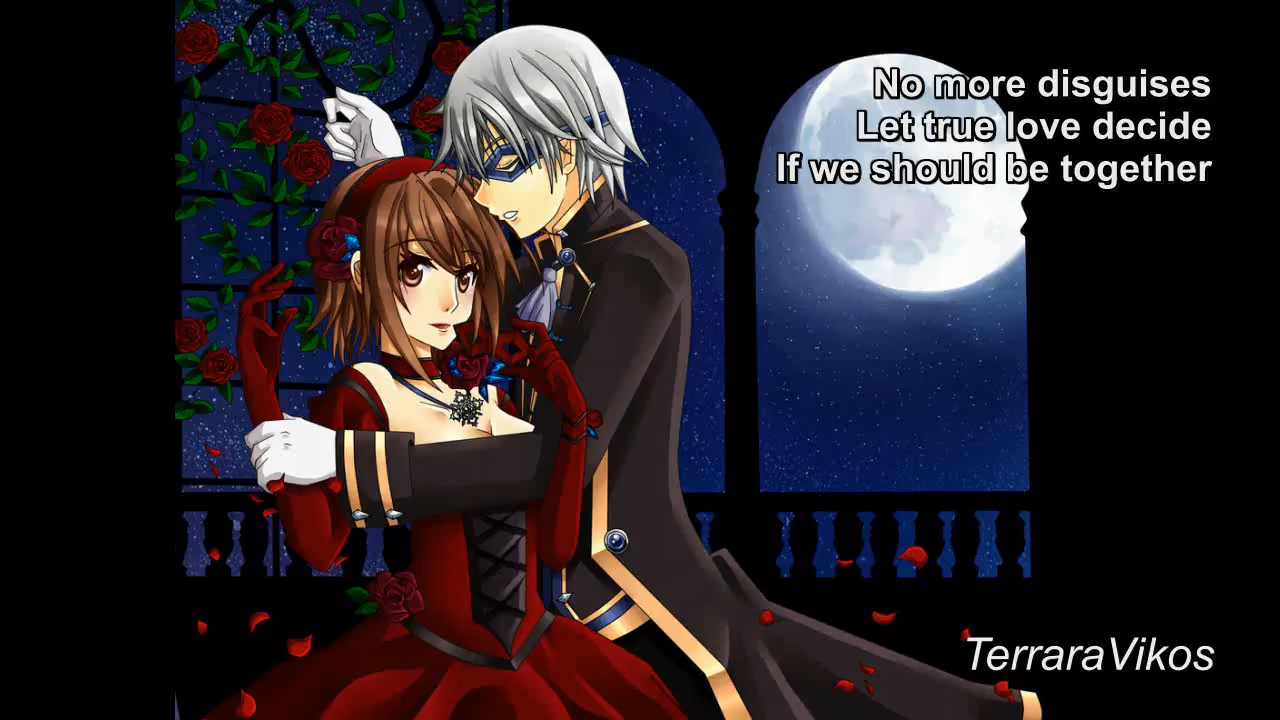 No more disguises
Let true love decide
If we should be together
TerraraVikos